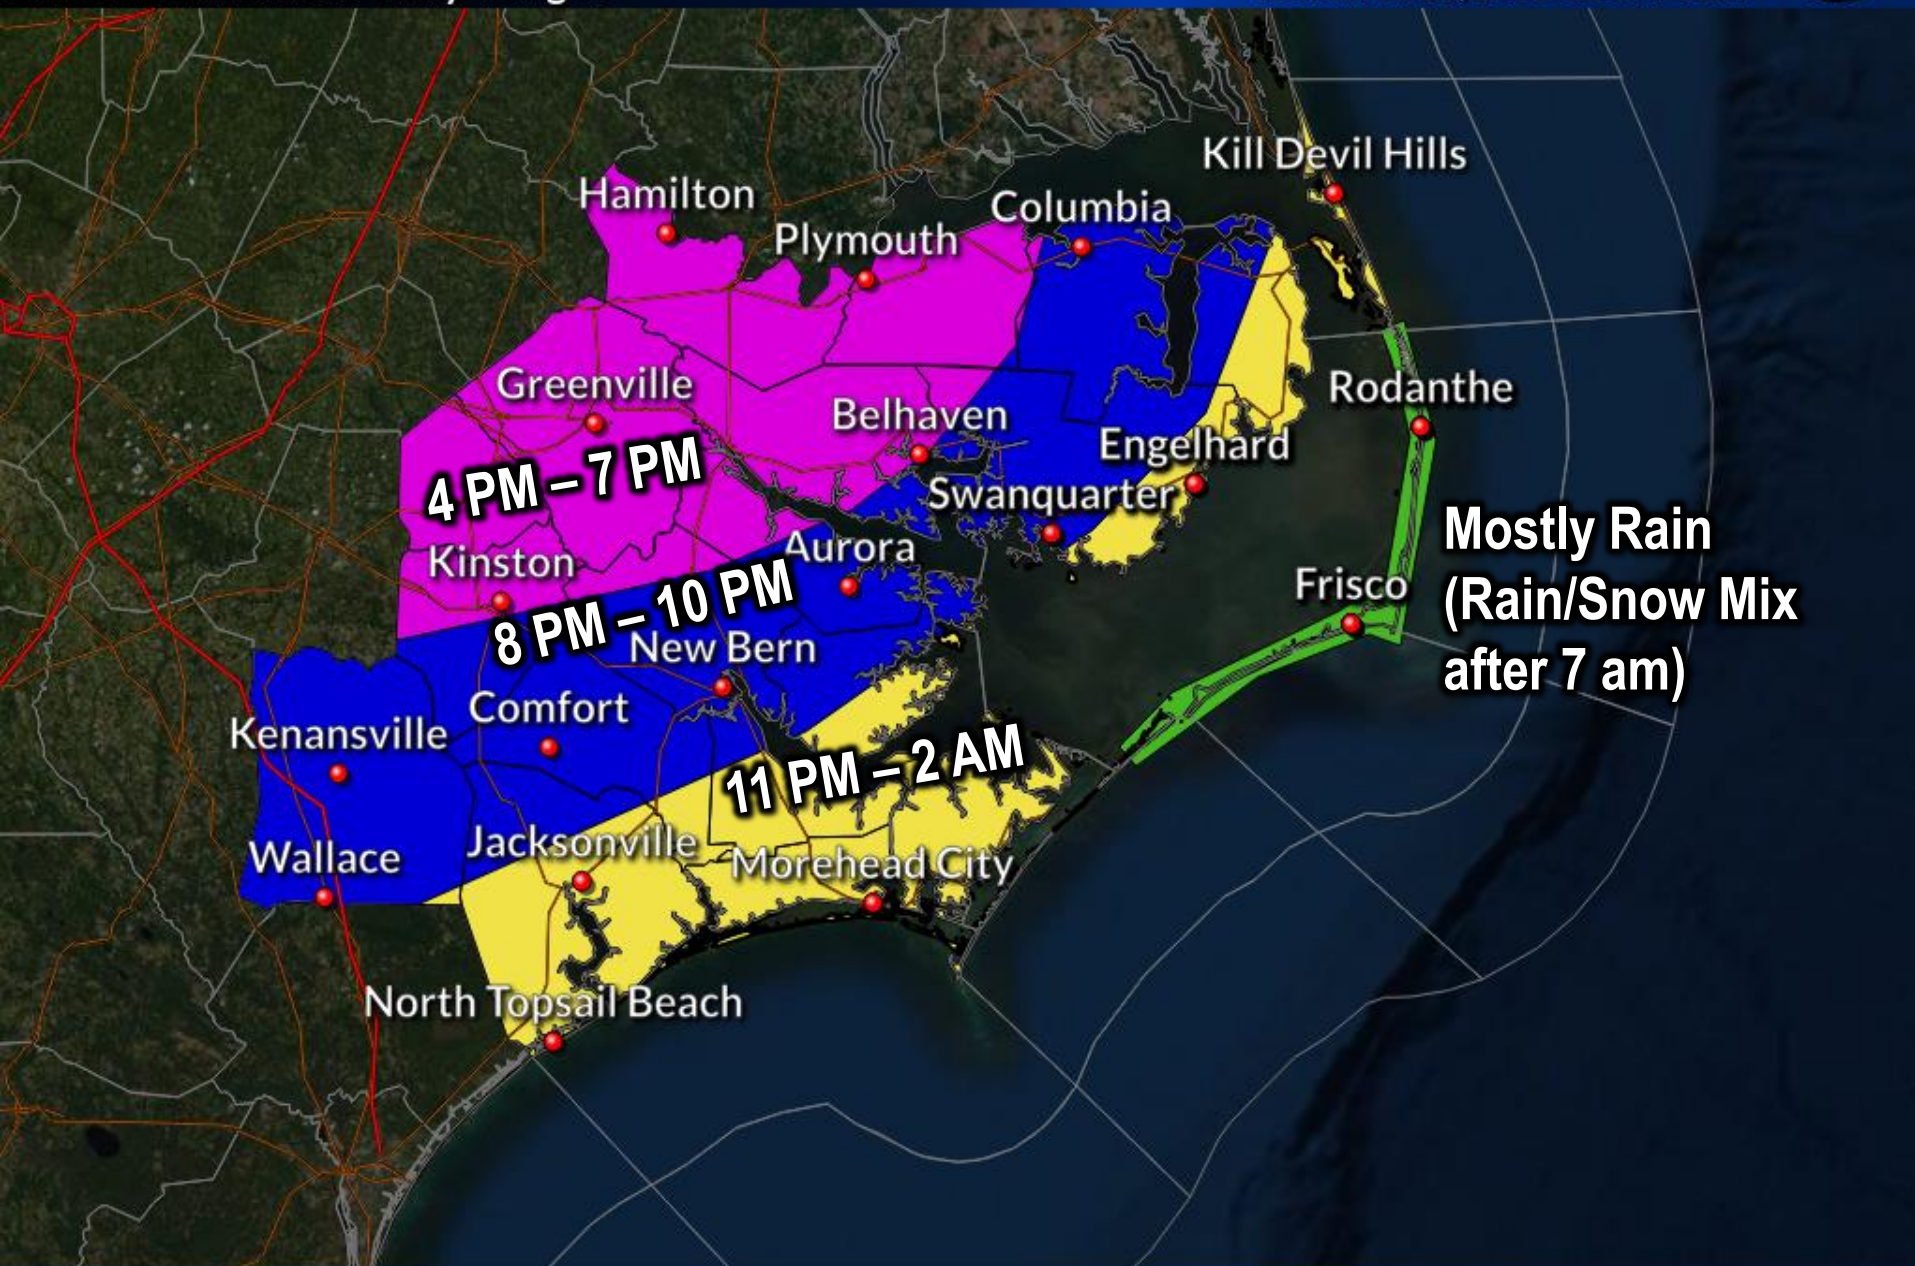 Kill Devil Hills
Hamilton
Columbia
Plymouth
Greenville
Rodanthe
Belhaven
Engelhard
4 PM – 7 PM
Swanquarter
Mostly Rain
(Rain/Snow Mix
after 7 am)
Aurora
Kinston
Frisco
8 PM – 10 PM
New Bern
Comfort
Kenansville
11 PM – 2 AM
Jacksonville
Wallace
Morehead City
North Topsail Beach